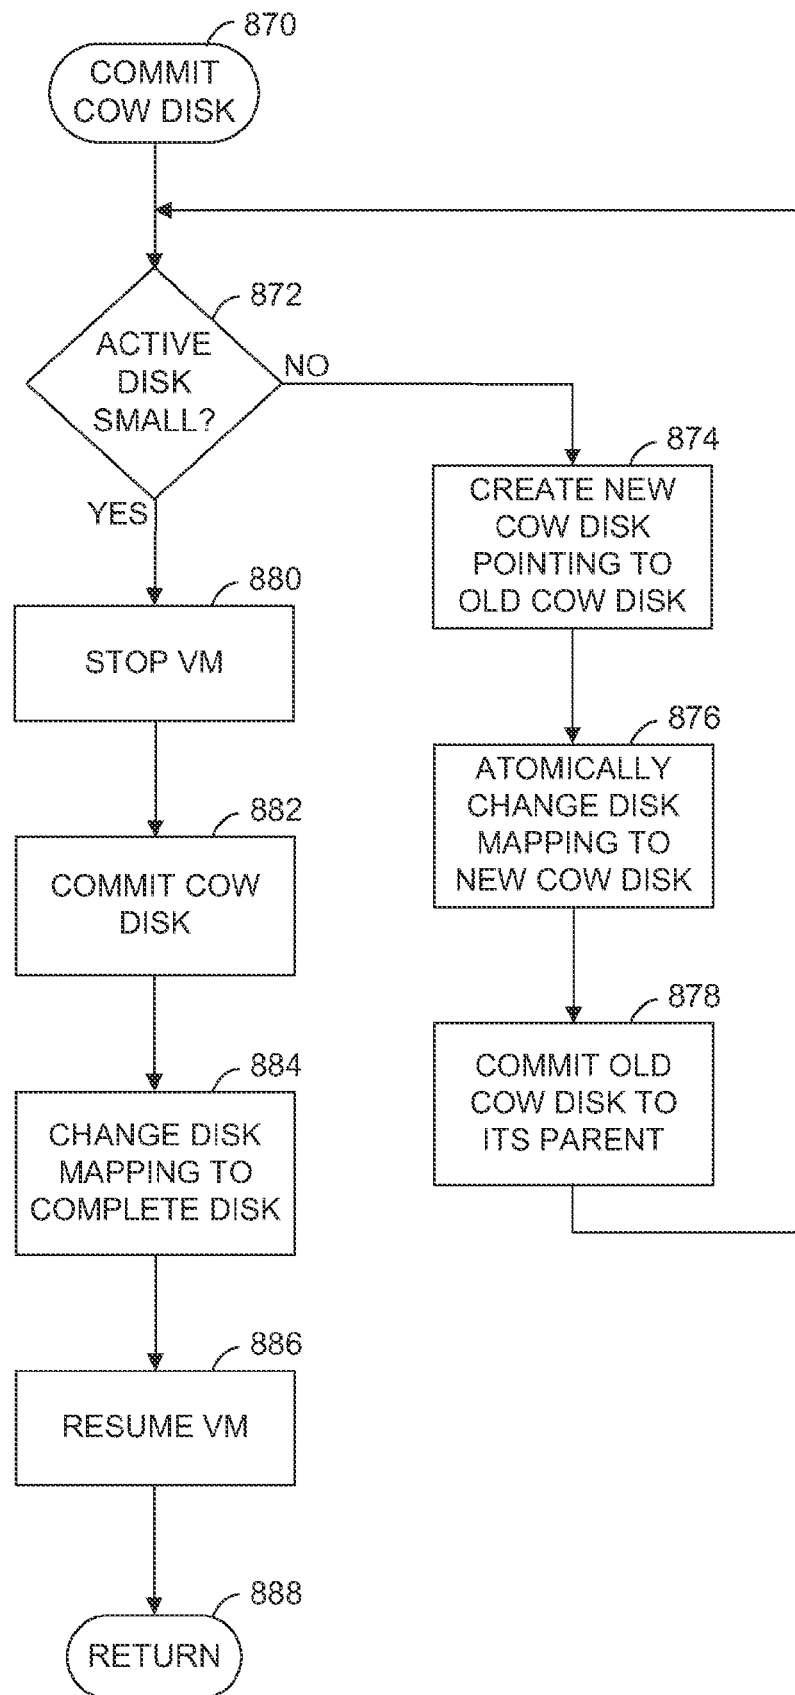 870
COMMIT
COW DISK
872
ACTIVE
DISK
SMALL?
NO
YES
874
CREATE NEW
COW DISK
POINTING TO
OLD COW DISK
876
ATOMICALLY
CHANGE DISK
MAPPING TO
NEW COW DISK
878
COMMIT OLD
COW DISK TO
ITS PARENT
880
STOP VM
882
COMMIT COW
DISK
884
CHANGE DISK
MAPPING TO
COMPLETE DISK
886
RESUME VM
888
RETURN